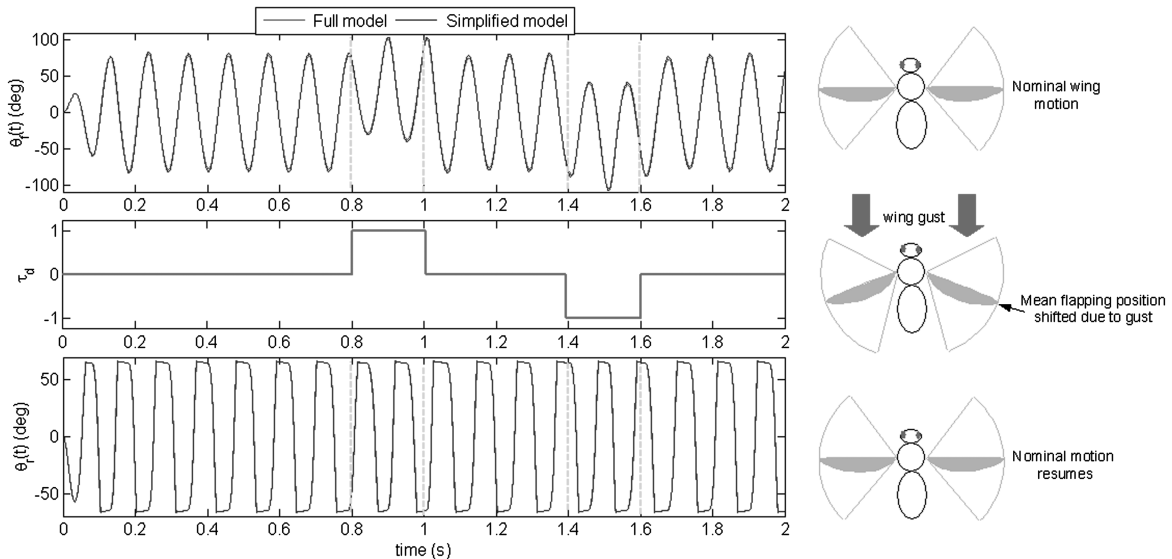 Full model Simplified model
100
50
0
-50
-100
θf(t) (deg)
0 0.2 0.4 0.6 0.8 1 1.2 1.4 1.6 1.8 2
1
0
-1
τd
0 0.2 0.4 0.6 0.8 1 1.2 1.4 1.6 1.8 2
50
0
-50
θr(t) (deg)
0 0.2 0.4 0.6 0.8 1 1.2 1.4 1.6 1.8 2
time (s)
Nominal wing
motion
wing gust
Mean flapping position
shifted due to gust
Nominal motion
resumes